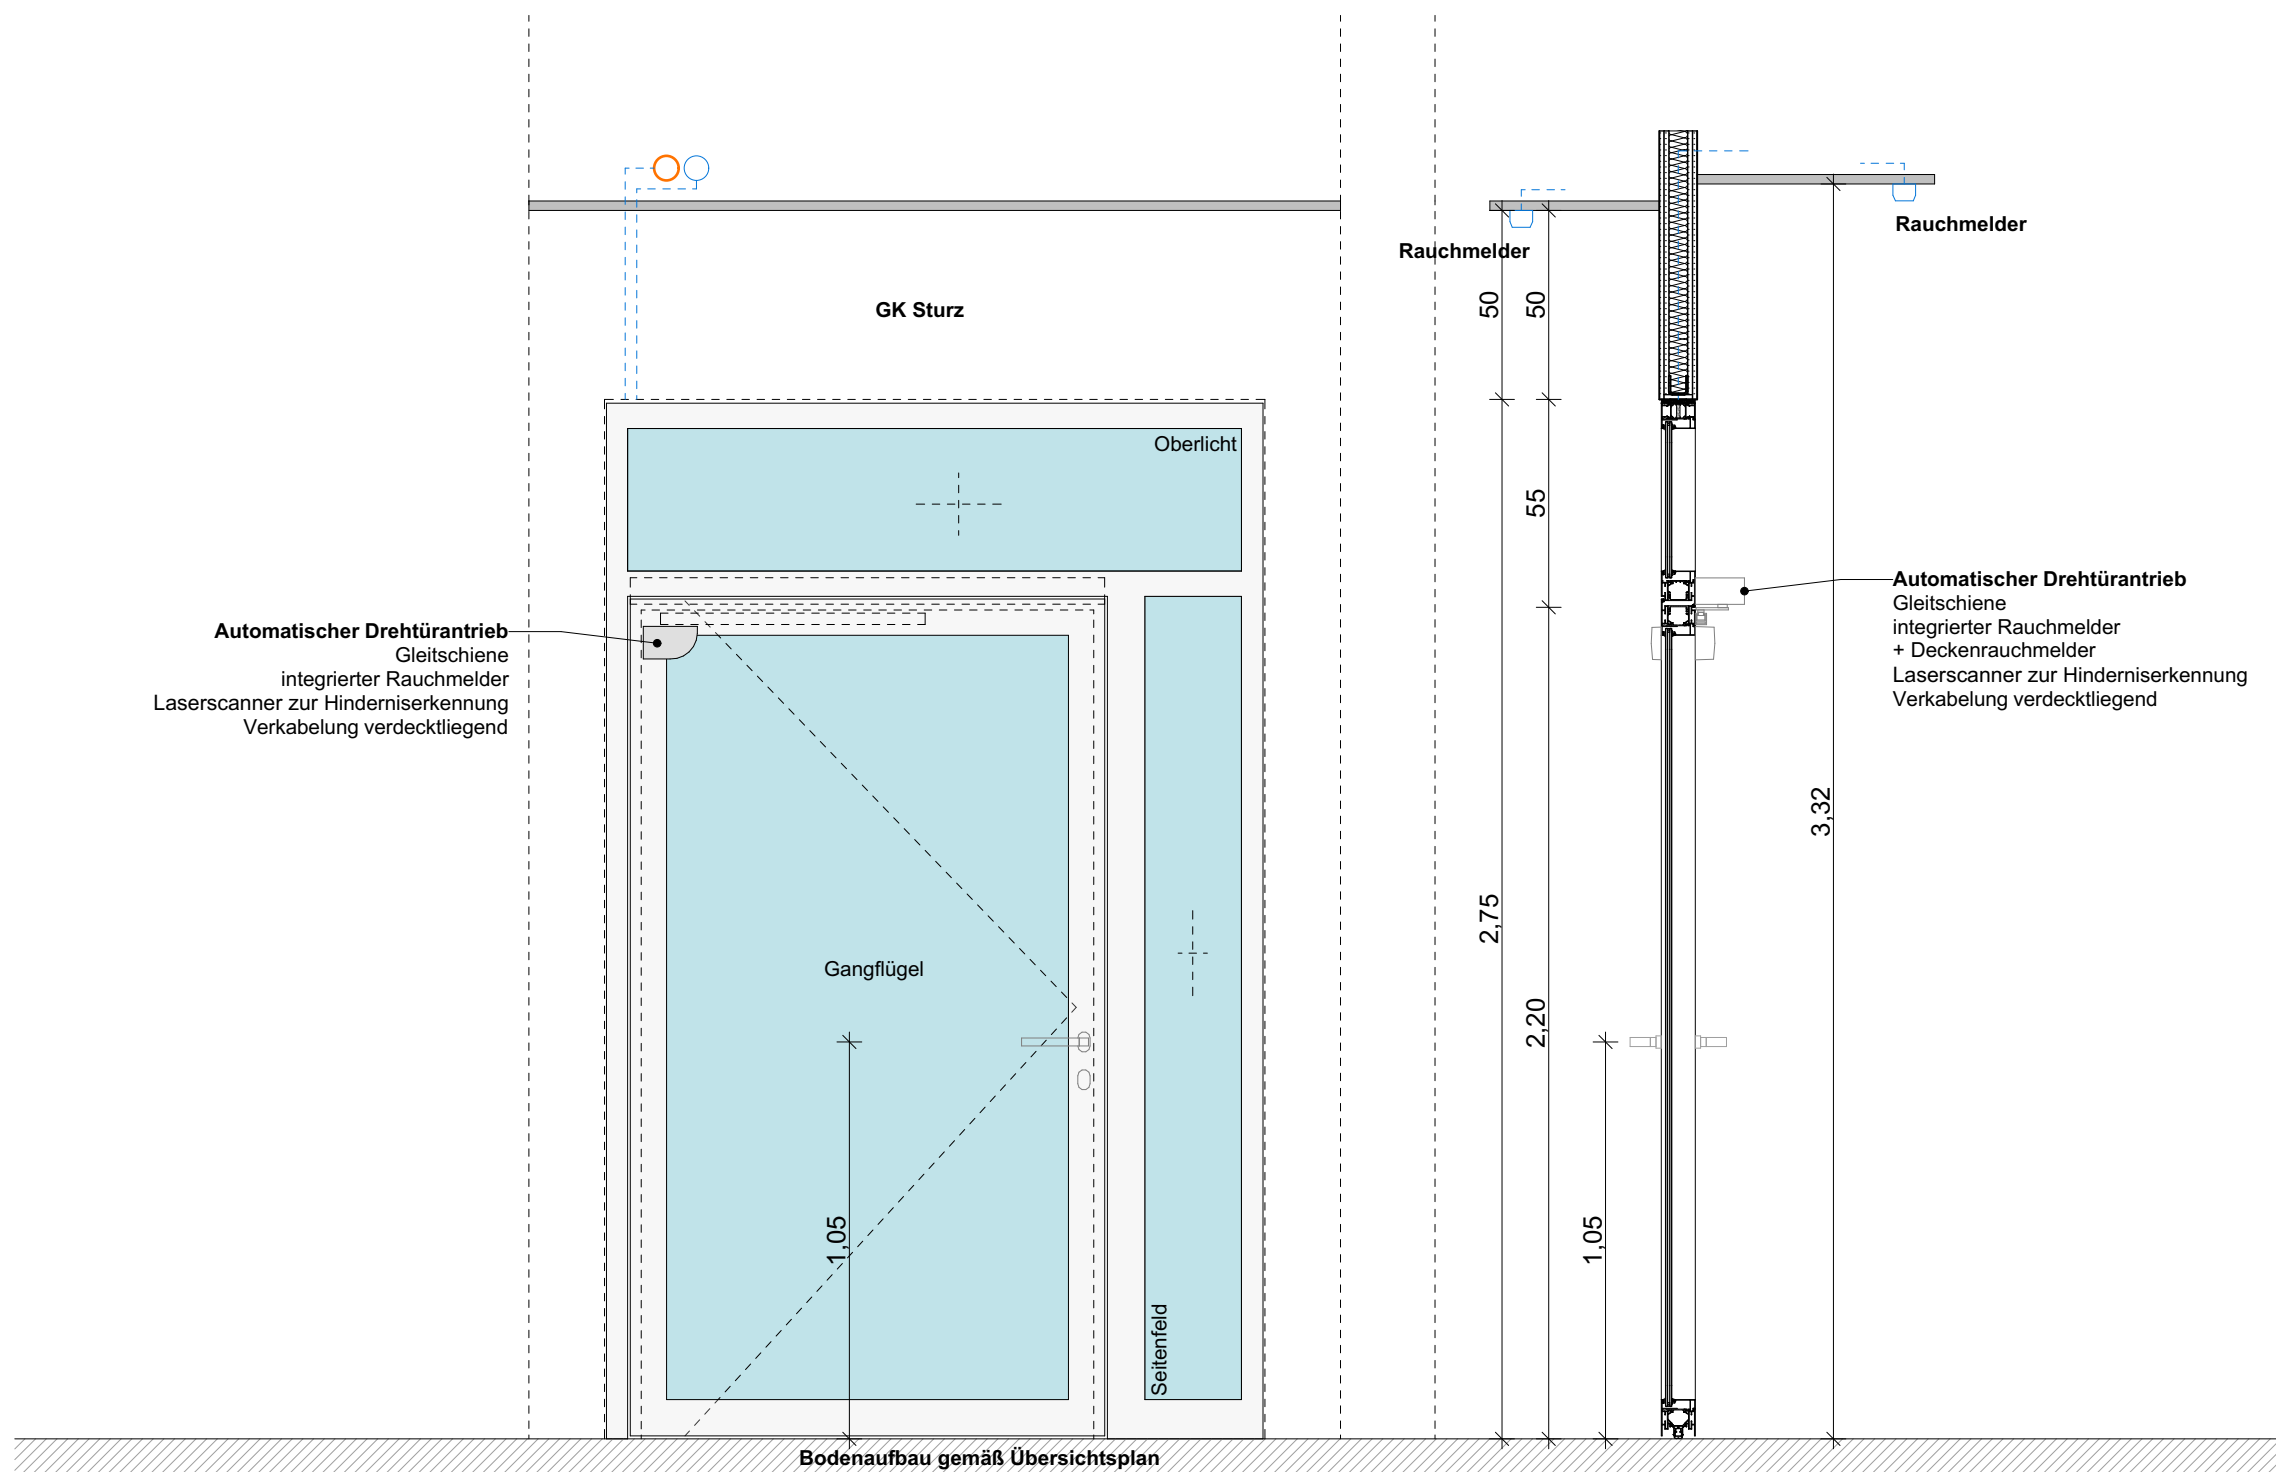 Rauchmelder
Rauchmelder
GK Sturz
50
50
Oberlicht
55
Automatischer Drehtürantrieb
Gleitschiene
integrierter Rauchmelder
Laserscanner zur Hinderniserkennung
Verkabelung verdecktliegend
Automatischer Drehtürantrieb
Gleitschiene
integrierter Rauchmelder
+ Deckenrauchmelder
Laserscanner zur Hinderniserkennung
Verkabelung verdecktliegend
3,32
2,75
Gangflügel
2,20
1,05
1,05
Seitenfeld
Bodenaufbau gemäß Übersichtsplan